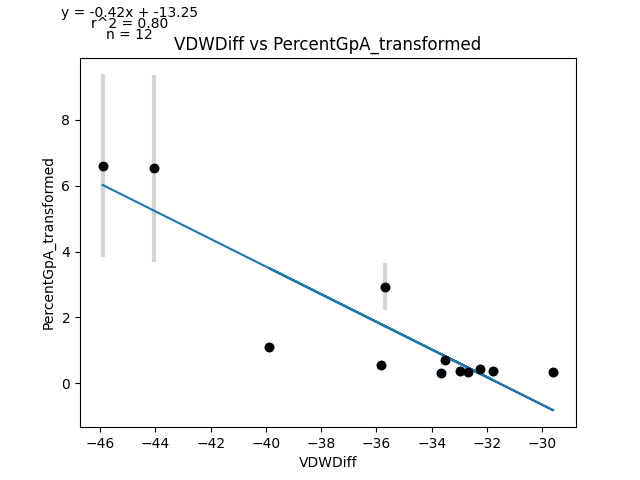 y = -0.42x + -13.25
r^2 = 0.80
n = 12
VDWDiff vs PercentGpA_transformed
PercentGpA_transformed
8
6
4
2
0
−46
−44
−42
−40
−38
−36
−34
−32
−30
VDWDiff